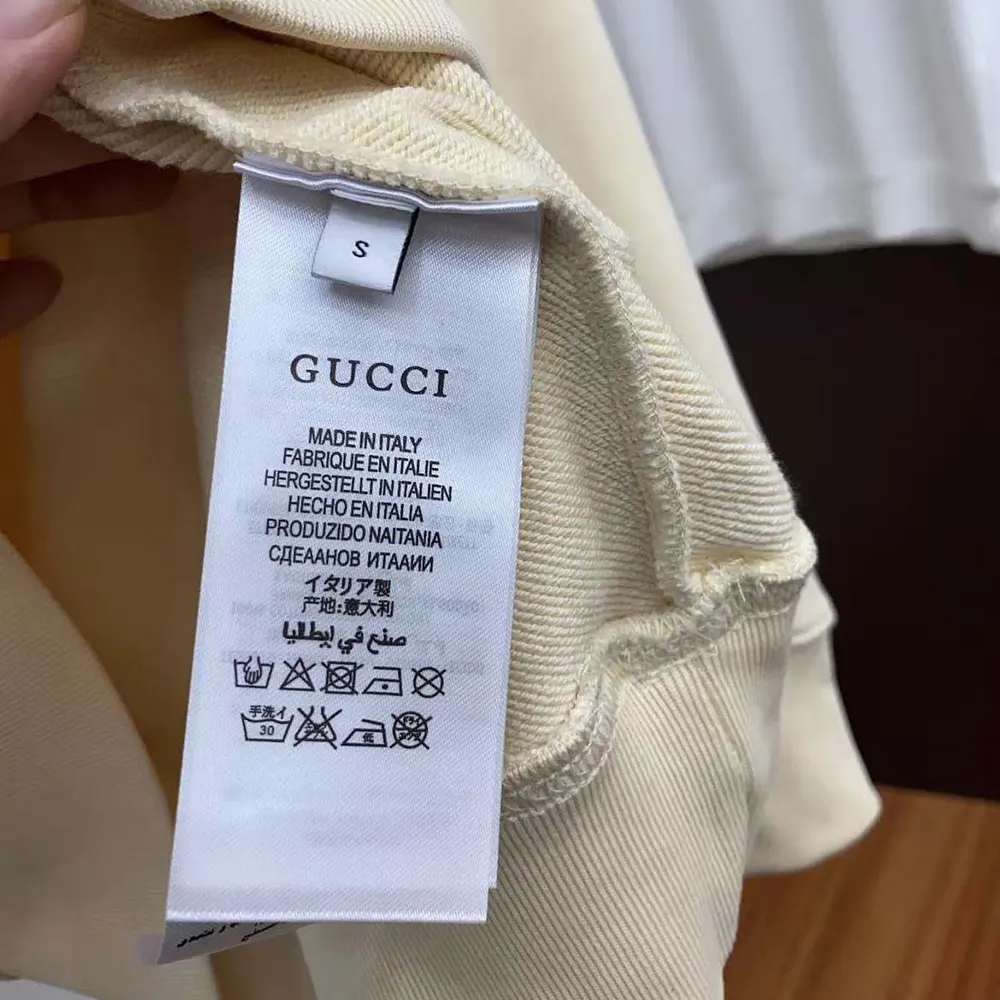 S
GUCCI
MADE IN ITALY
FABRIQUE EN ITALIE
HERGESTELLT IN ITALIEN
HECHO EN ITALIA
PRODUZIDO NAITANIA
СДЕААНОВ ИТААИИ
イタリア製
产地:意大利
صنع في إيطاليا
手洗イ
30
低